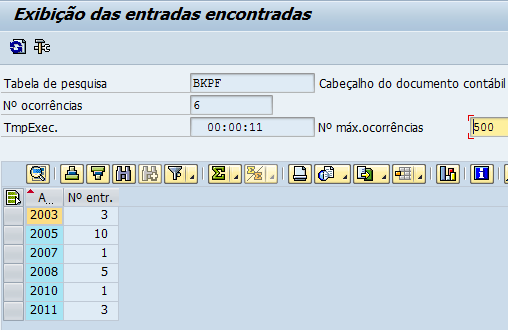 Exibição das entradas encontradas
Tabela de pesquisa BKPF Cabeçalho do documento contábil
Nº ocorrências 6
TmpExec. 00:00:11 Nº máx.ocorrências 500
A.. Nº entr.
2003 3
2005 10
2007 1
2008 5
2010 1
2011 3